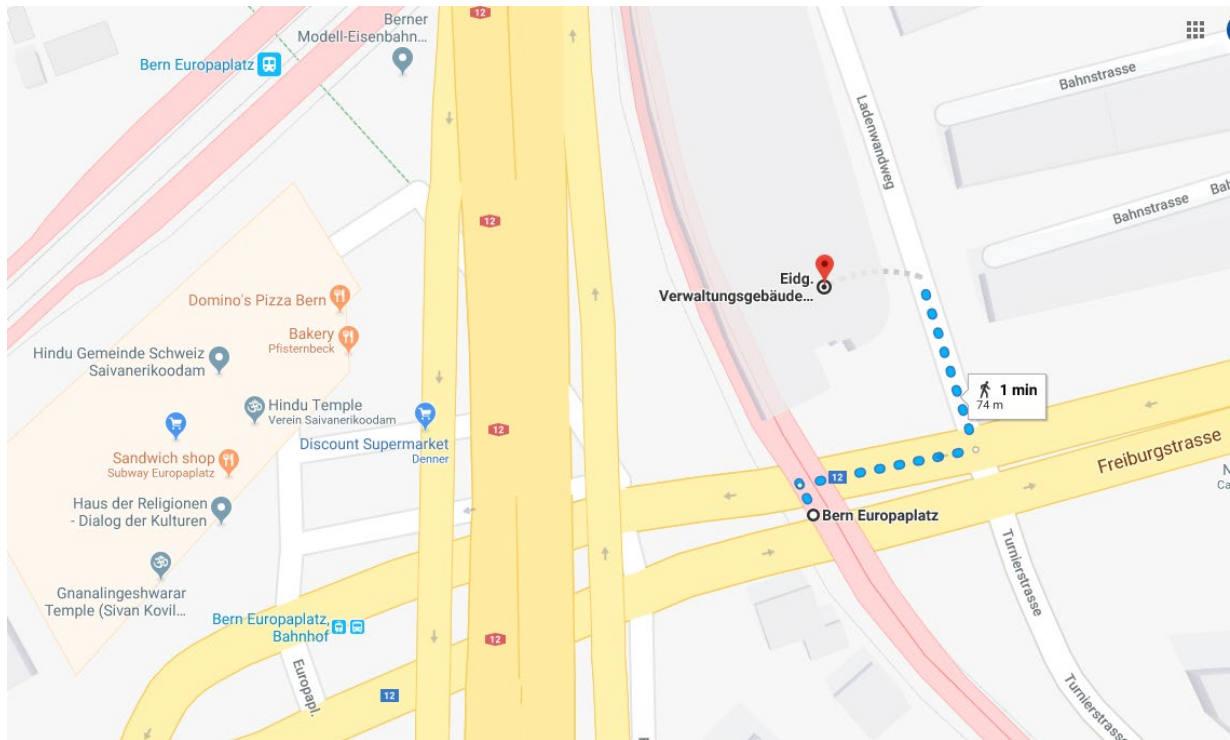 12
Berner
Modell-Eisenbahn...
Bern Europaplatz
Bahnstrasse
Ladenwandweg
Bahnstrasse
12
Eidg.
Verwaltungsgebäude...
Domino's Pizza Bern
Bakery
Pfisternbeck
Hindu Gemeinde Schweiz
Saivanerikoodam
1 min
74 m
Hindu Temple
Verein Saivanerikoodam
12
Discount Supermarket
Denner
Sandwich shop
Subway Europaplatz
Freiburgstrasse
12
Haus der Religionen
- Dialog der Kulturen
Bern Europaplatz
Turnierstrasse
Gnanalingeshwarar
Temple (Sivan Kovil...
Bern Europaplatz,
Bahnhof
12
Europapl.
12
Turnierstrasse